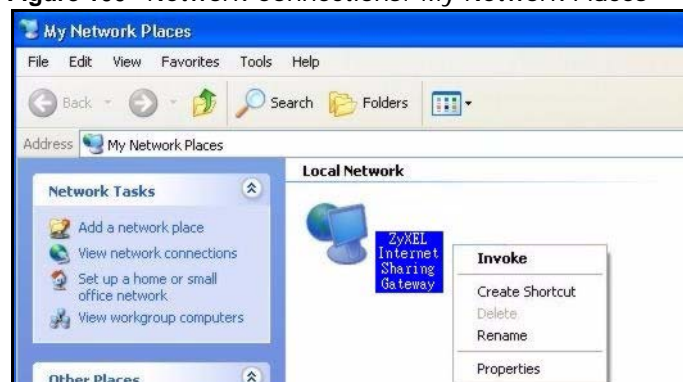 My Network Places
File Edit View Favorites Tools Help
Back Search Folders
Address My Network Places
Network Tasks
Add a network place
View network connections
Set up a home or small
office network
View workgroup computers
Other Places
Local Network
ZyXEL
Internet
Sharing
Gateway
Invoke
Create Shortcut
Delete
Rename
Properties